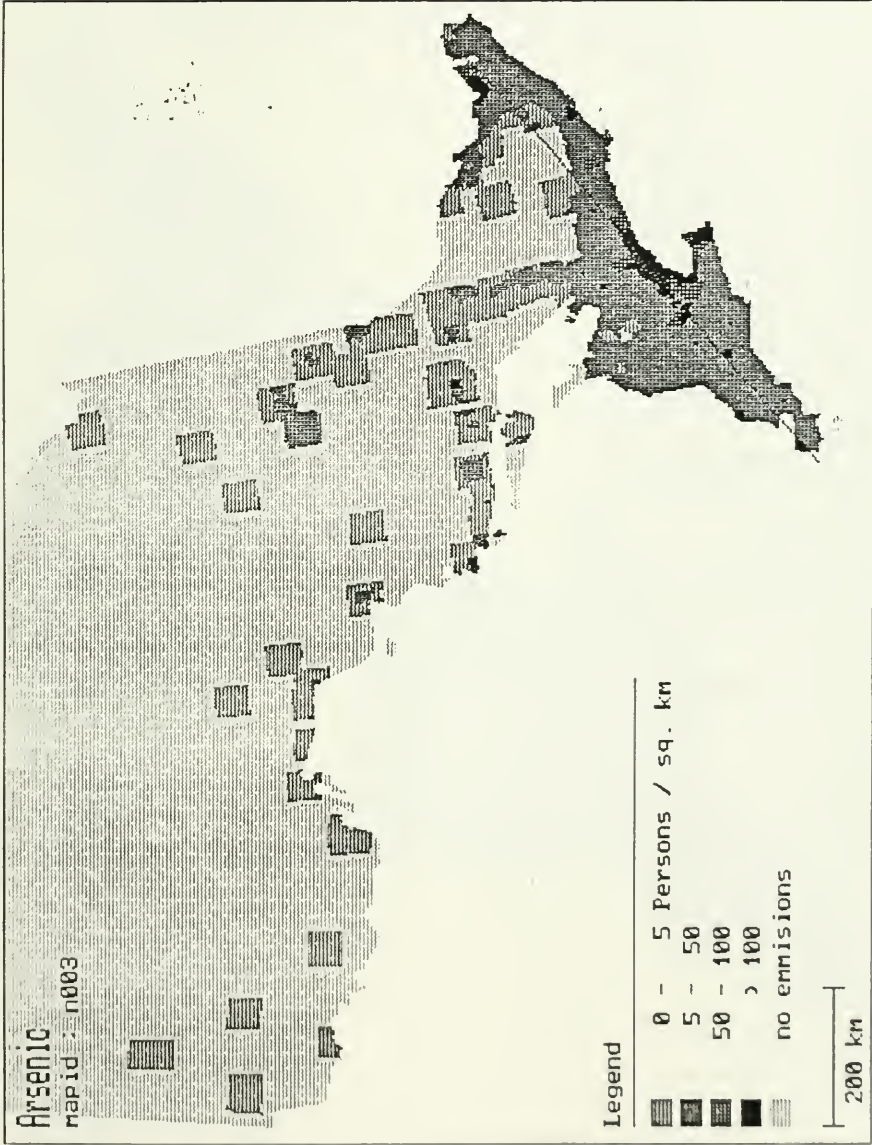 Arsenic
mapid : n003
Legend
0 - 5 Persons / sq. km
5 - 50
50 - 100
> 100
no emmisions
200 km